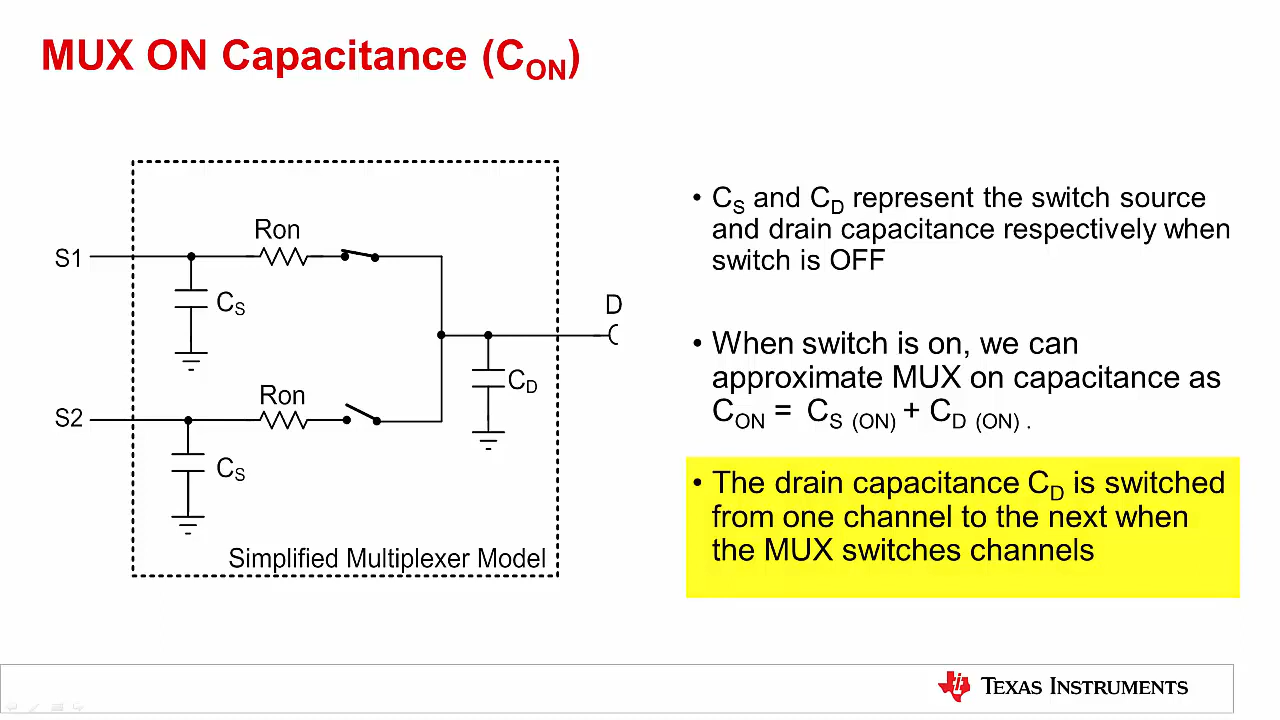 MUX ON Capacitance (CON)
S1
Ron
CS
S2
Ron
CS
CD
D
Simplified Multiplexer Model
• CS and CD represent the switch source
and drain capacitance respectively when
switch is OFF
• When switch is on, we can
approximate MUX on capacitance as
CON = CS (ON) + CD (ON) .
• The drain capacitance CD is switched
from one channel to the next when
the MUX switches channels
TEXAS INSTRUMENTS